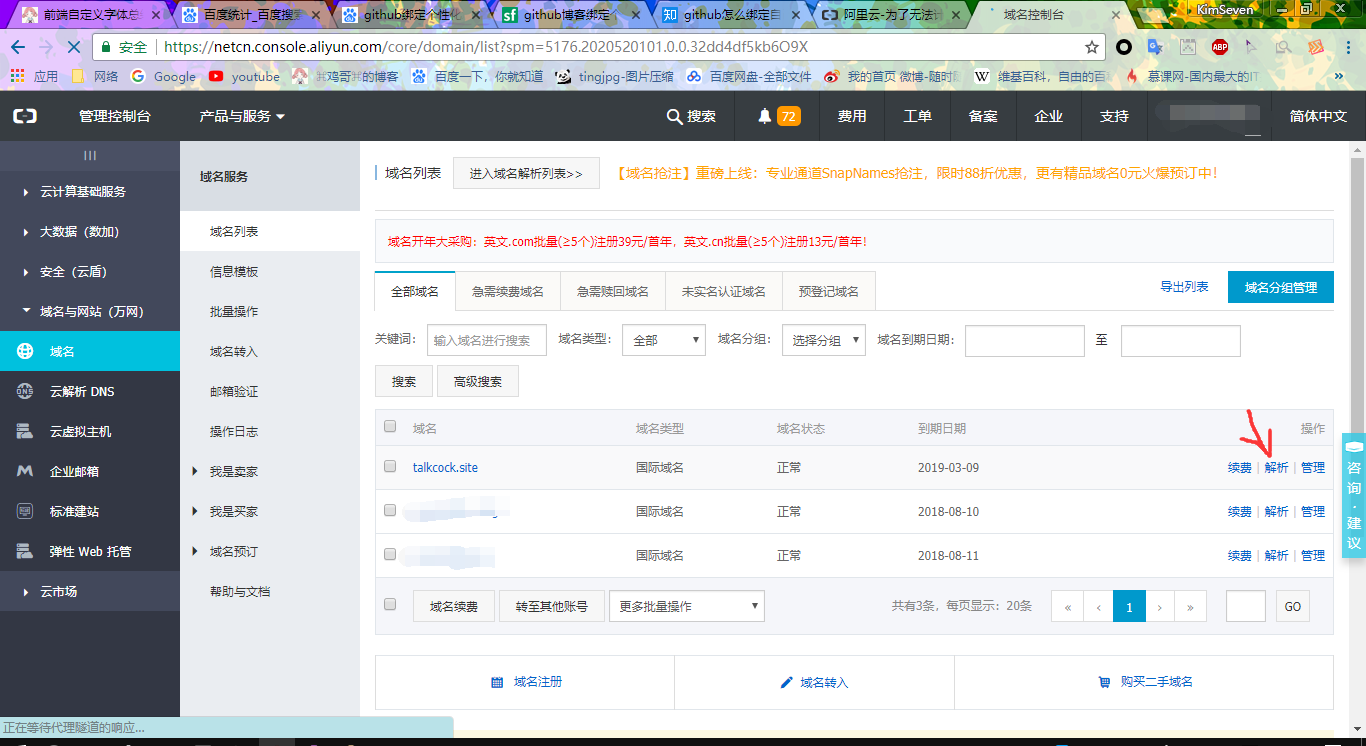 前端自定义字体总
百度统计_百度搜索
github绑定个性化
github博客绑定个
github怎么绑定自
阿里云-为了无法计
域名控制台
KimSeven
安全 https://netcn.console.aliyun.com/core/domain/list?spm=5176.2020520101.0.0.32dd4df5kb6O9X
应用 网络 Google youtube 我鸡哥我的博客 百度一下，你就知道 tingjpg-图片压缩 百度网盘-全部文件 我的首页 微博-随时随 维基百科，自由的百 慕课网-国内最大的IT »
管理控制台 产品与服务 搜索 72 费用 工单 备案 企业 支持 简体中文
云计算基础服务
大数据（数加）
安全（云盾）
域名与网站（万网）
域名
云解析 DNS
云虚拟主机
企业邮箱
标准建站
弹性 Web 托管
云市场
域名服务
域名列表
信息模板
批量操作
域名转入
邮箱验证
操作日志
我是卖家
我是买家
域名预订
帮助与文档
域名列表 进入域名解析列表>> 【域名抢注】重磅上线：专业通道SnapNames抢注，限时88折优惠，更有精品域名0元火爆预订中！
域名开年大采购：英文.com批量(≥5个)注册39元/首年，英文.cn批量(≥5个)注册13元/首年！
全部域名 急需续费域名 急需赎回域名 未实名认证域名 预登记域名 导出列表 域名分组管理
关键词： 输入域名进行搜索 域名类型： 全部 域名分组： 选择分组 域名到期日期： 至
搜索 高级搜索
域名 域名类型 域名状态 到期日期 操作
talkcock.site 国际域名 正常 2019-03-09 续费 | 解析 | 管理
国际域名 正常 2018-08-10 续费 | 解析 | 管理
国际域名 正常 2018-08-11 续费 | 解析 | 管理
域名续费 转至其他账号 更多批量操作 共有3条，每页显示：20条 « ‹ 1 › » GO
域名注册 域名转入 购买二手域名
咨询·建议
正在等待代理隧道的响应...